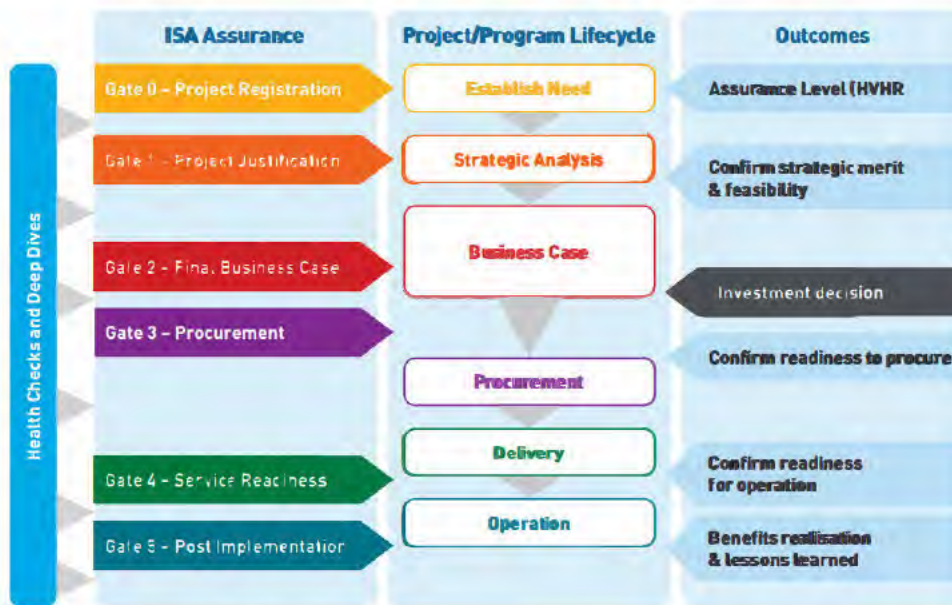 ISA Assurance
Project/Program Lifecycle
Outcomes
Health Checks and Deep Dives
Gate 0 – Project Registration
Establish Need
Assurance Level (HVHR
Gate 1 – Project Justification
Strategic Analysis
Confirm strategic merit
& feasibility
Business Case
Gate 2 – Final Business Case
Investment decision
Gate 3 – Procurement
Confirm readiness to procure
Procurement
Delivery
Gate 4 – Service Readiness
Confirm readiness
for operation
Operation
Gate 5 – Post Implementation
Benefits realisation
& lessons learned